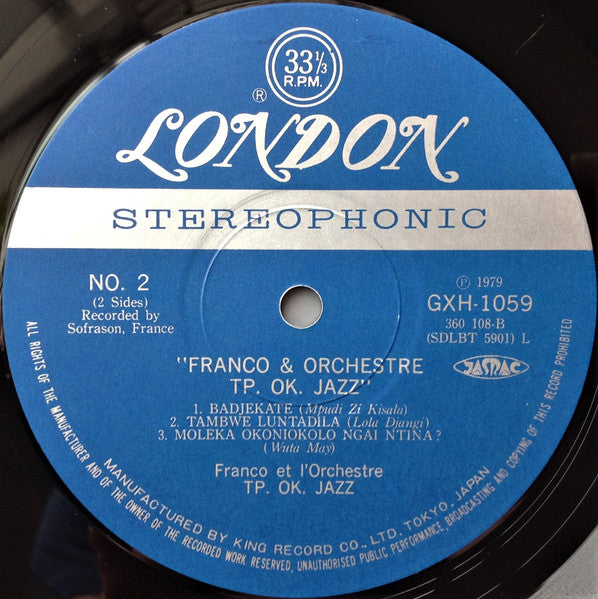 33 1/3
R.P.M.
®
LONDON
STEREOPHONIC
NO. 2
(2 Sides)
Recorded by
Sofrason, France
Ⓟ 1979
GXH-1059
360 108-B
(SDLBT 5901) L
JASRAC
"FRANCO & ORCHESTRE
TP. OK. JAZZ"
1. BADJEKATE (Mpudi Zi Kisala)
2. TAMBWE LUNTADILA (Lola Djangi)
3. MOLEKA OKONIOKOLO NGAI NTINA?
(Wuta May)
Franco et l'Orchestre
TP. OK. JAZZ
MANUFACTURED BY KING RECORD CO., LTD. TOKYO, JAPAN
ALL RIGHTS OF THE MANUFACTURER AND OF THE OWNER OF THE RECORDED WORK RESERVED, UNAUTHORISED PUBLIC PERFORMANCE, BROADCASTING AND COPYING OF THIS RECORD PROHIBITED